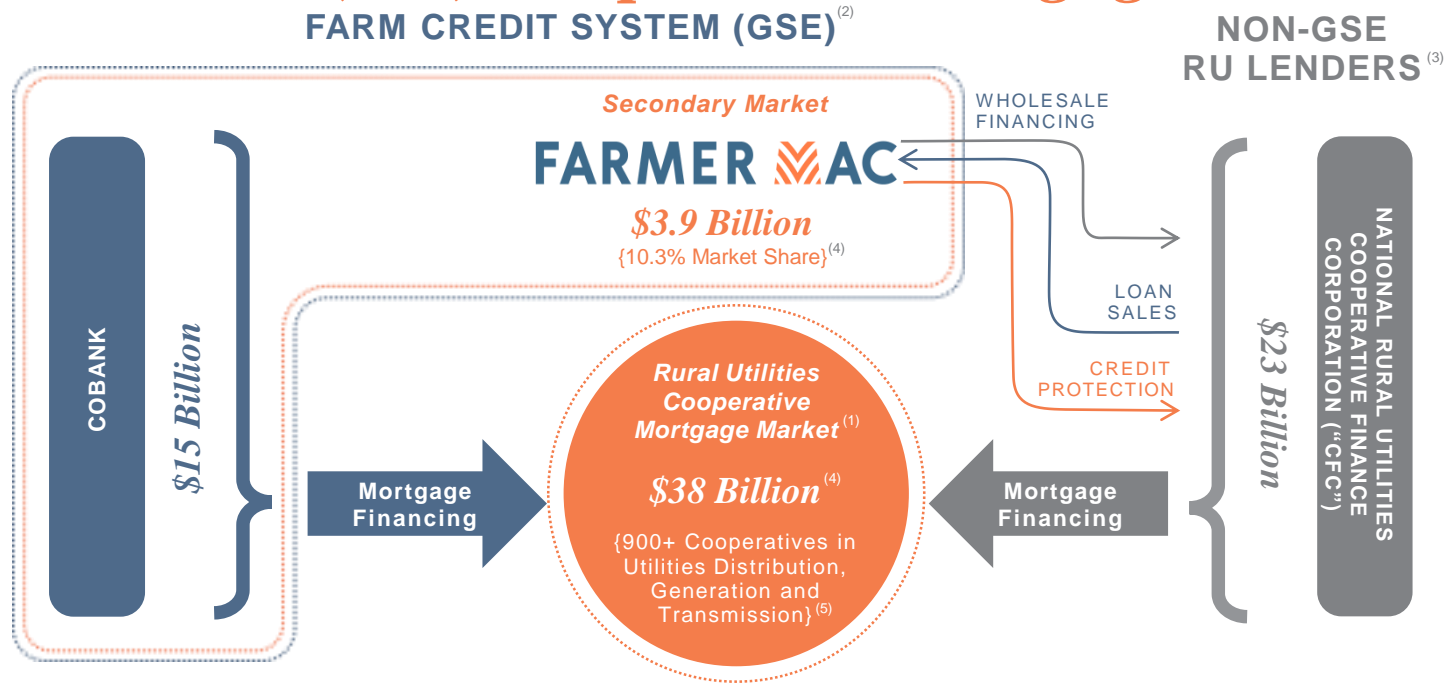 FARM CREDIT SYSTEM (GSE)(2)
NON-GSE
RU LENDERS(3)
Secondary Market
FARMER MAC
$3.9 Billion
{10.3% Market Share}(4)
WHOLESALE
FINANCING
LOAN
SALES
CREDIT
PROTECTION
COBANK
$15 Billion
Mortgage
Financing
Rural Utilities
Cooperative
Mortgage Market(1)
$38 Billion(4)
{900+ Cooperatives in
Utilities Distribution,
Generation and
Transmission}(5)
Mortgage
Financing
$23 Billion
NATIONAL RURAL UTILITIES
COOPERATIVE FINANCE
CORPORATION (“CFC”)